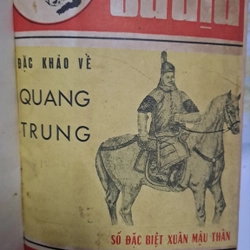 ĐẶC KHẢO VỀ
QUANG
TRUNG
SỐ ĐẶC BIỆT XUÂN MẬU THÂN